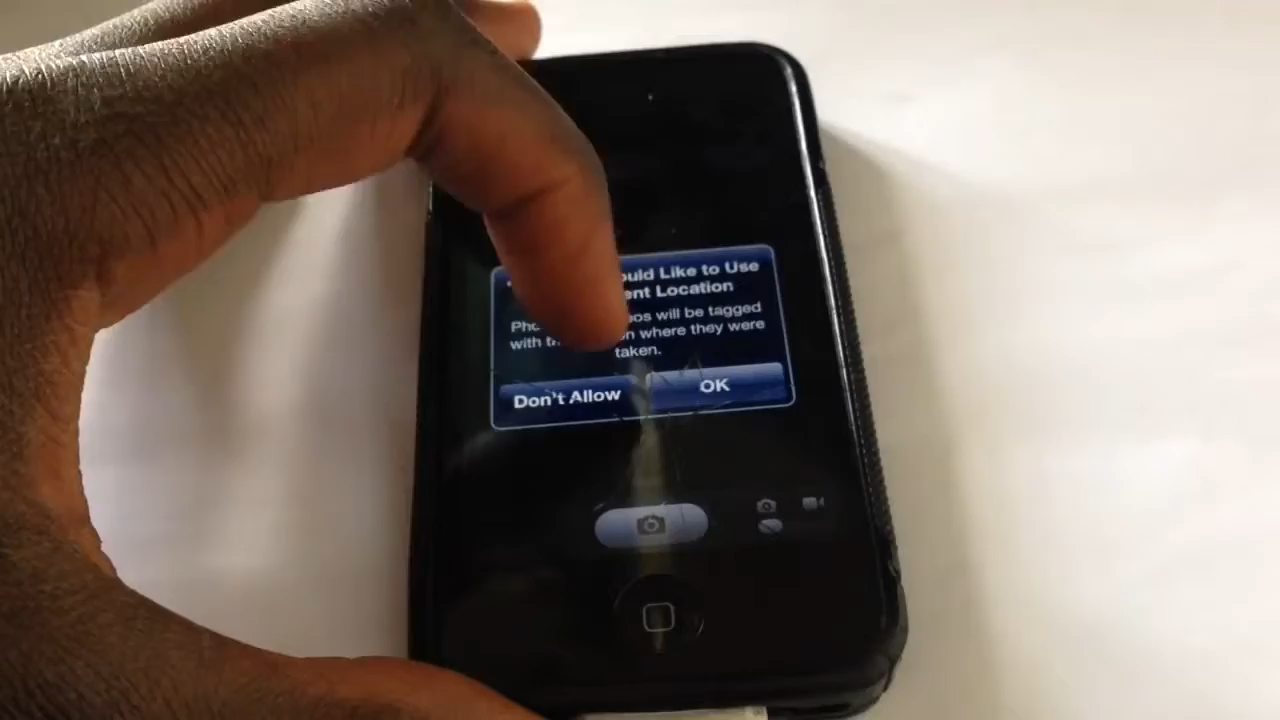 ould Like to Use
ent Location
Pho os will be tagged
with th n where they were
taken.
Don't Allow
OK